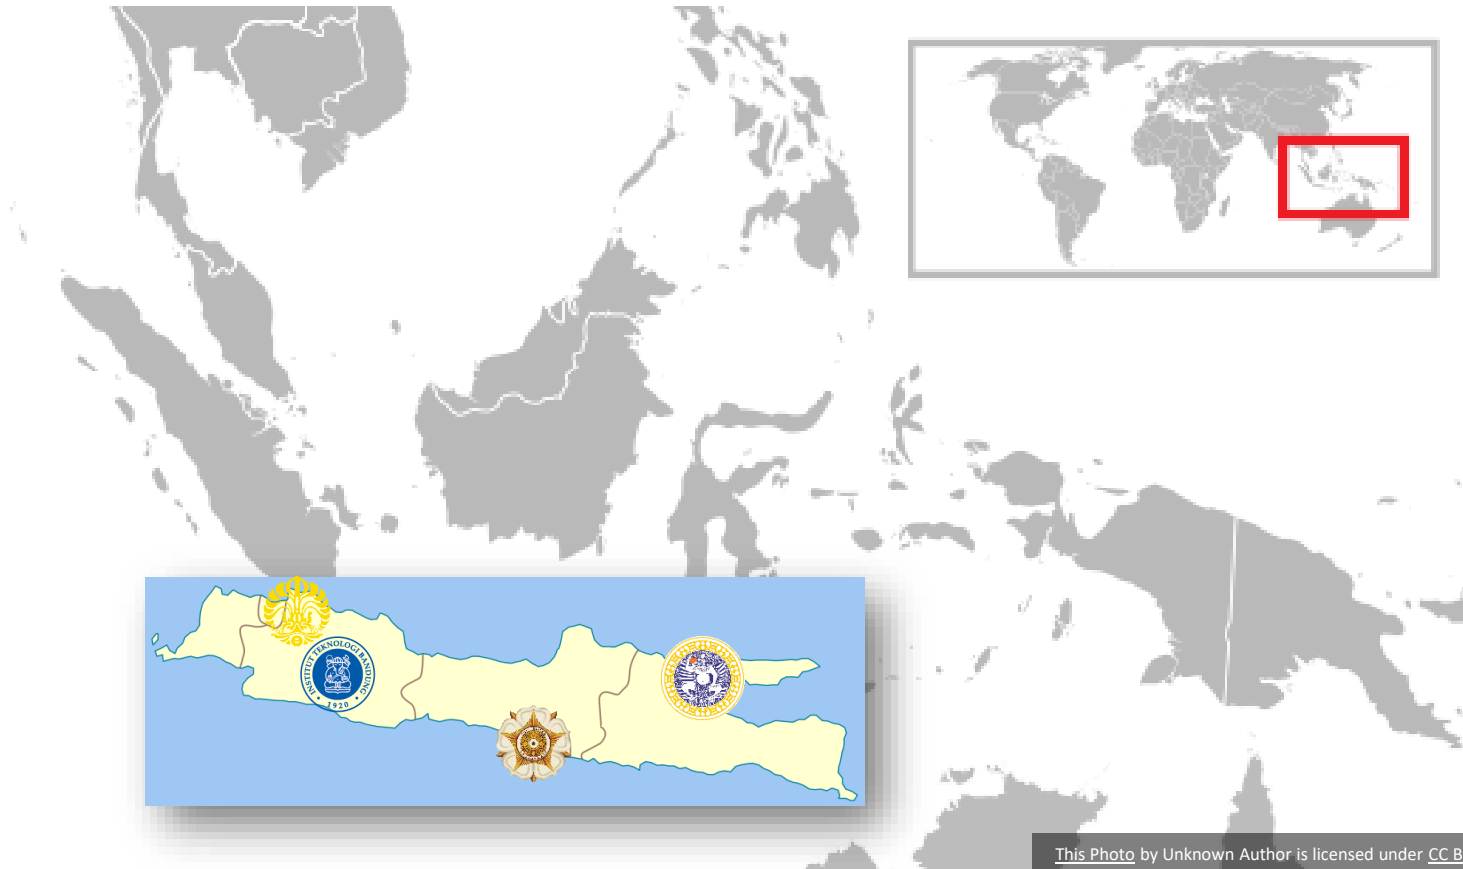 INSTITUT TEKNOLOGI BANDUNG
1920
This Photo by Unknown Author is licensed under CC B